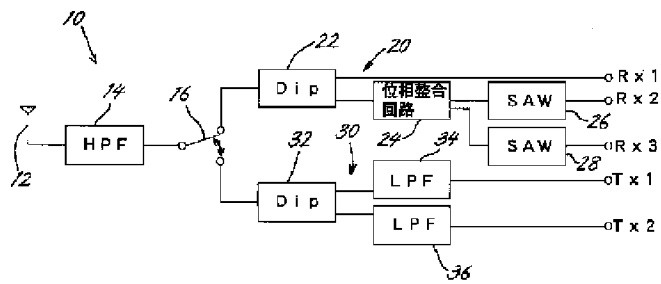 10
22
20
Dip
Rx1
14
16
位相整合
回路
SAW
Rx2
HPF
24
26
12
32
30
34
SAW
Rx3
28
Dip
LPF
Tx1
LPF
Tx2
36